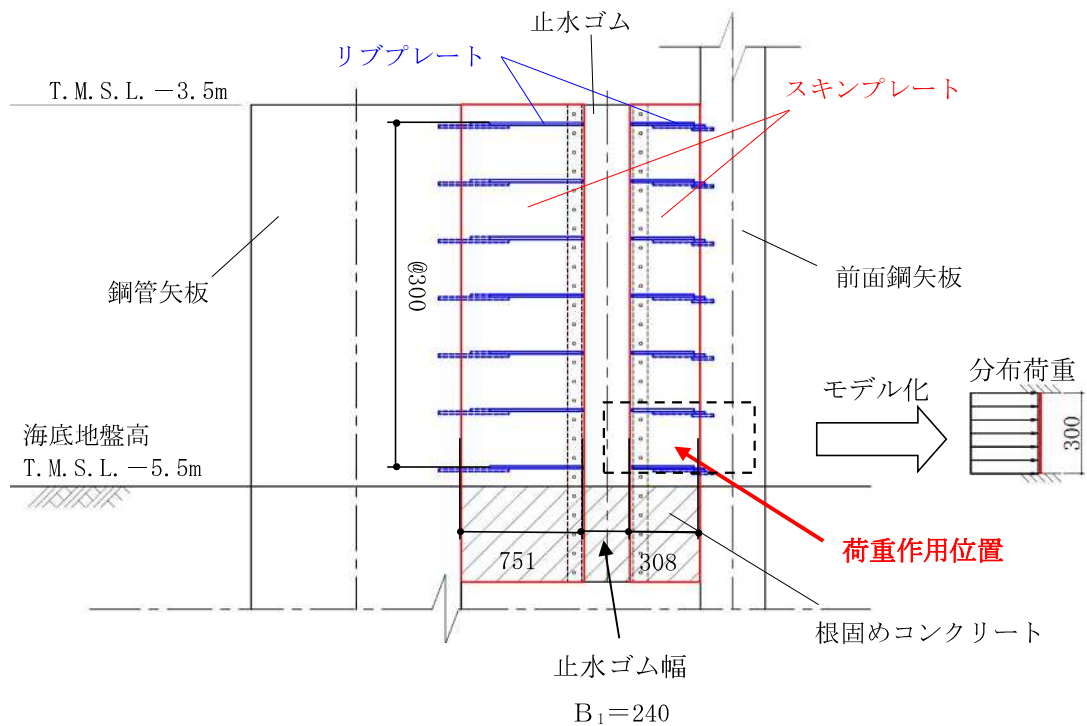 止水ゴム
リブプレート
T.M.S.L.－3.5m
スキンプレート
@300
鋼管矢板
前面鋼矢板
分布荷重
モデル化
300
海底地盤高
T.M.S.L.－5.5m
751
308
荷重作用位置
根固めコンクリート
止水ゴム幅
B₁＝240